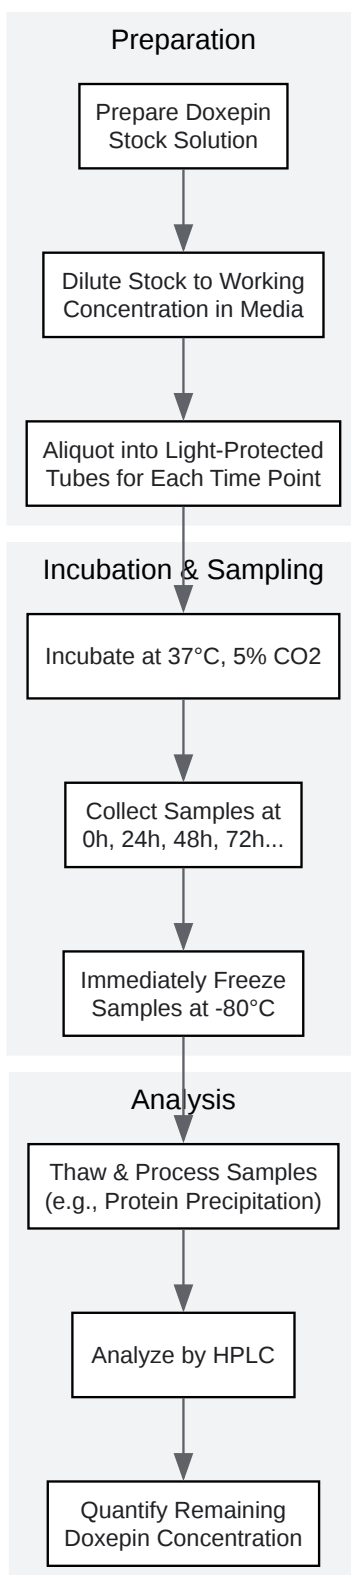 Preparation
Prepare Doxepin
Stock Solution
Dilute Stock to Working
Concentration in Media
Aliquot into Light-Protected
Tubes for Each Time Point
Incubation & Sampling
Incubate at 37°C, 5% CO2
Collect Samples at
0h, 24h, 48h, 72h...
Immediately Freeze
Samples at -80°C
Analysis
Thaw & Process Samples
(e.g., Protein Precipitation)
Analyze by HPLC
Quantify Remaining
Doxepin Concentration